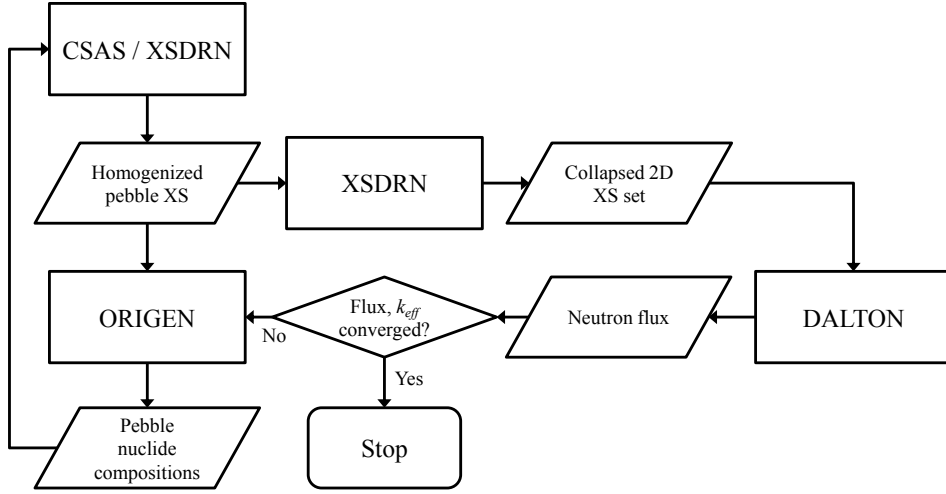 CSAS / XSDRN
Homogenized
pebble XS
XSDRN
Collapsed 2D
XS set
ORIGEN
No
Flux, k_eff
converged?
Yes
Neutron flux
DALTON
Pebble
nuclide
compositions
Stop